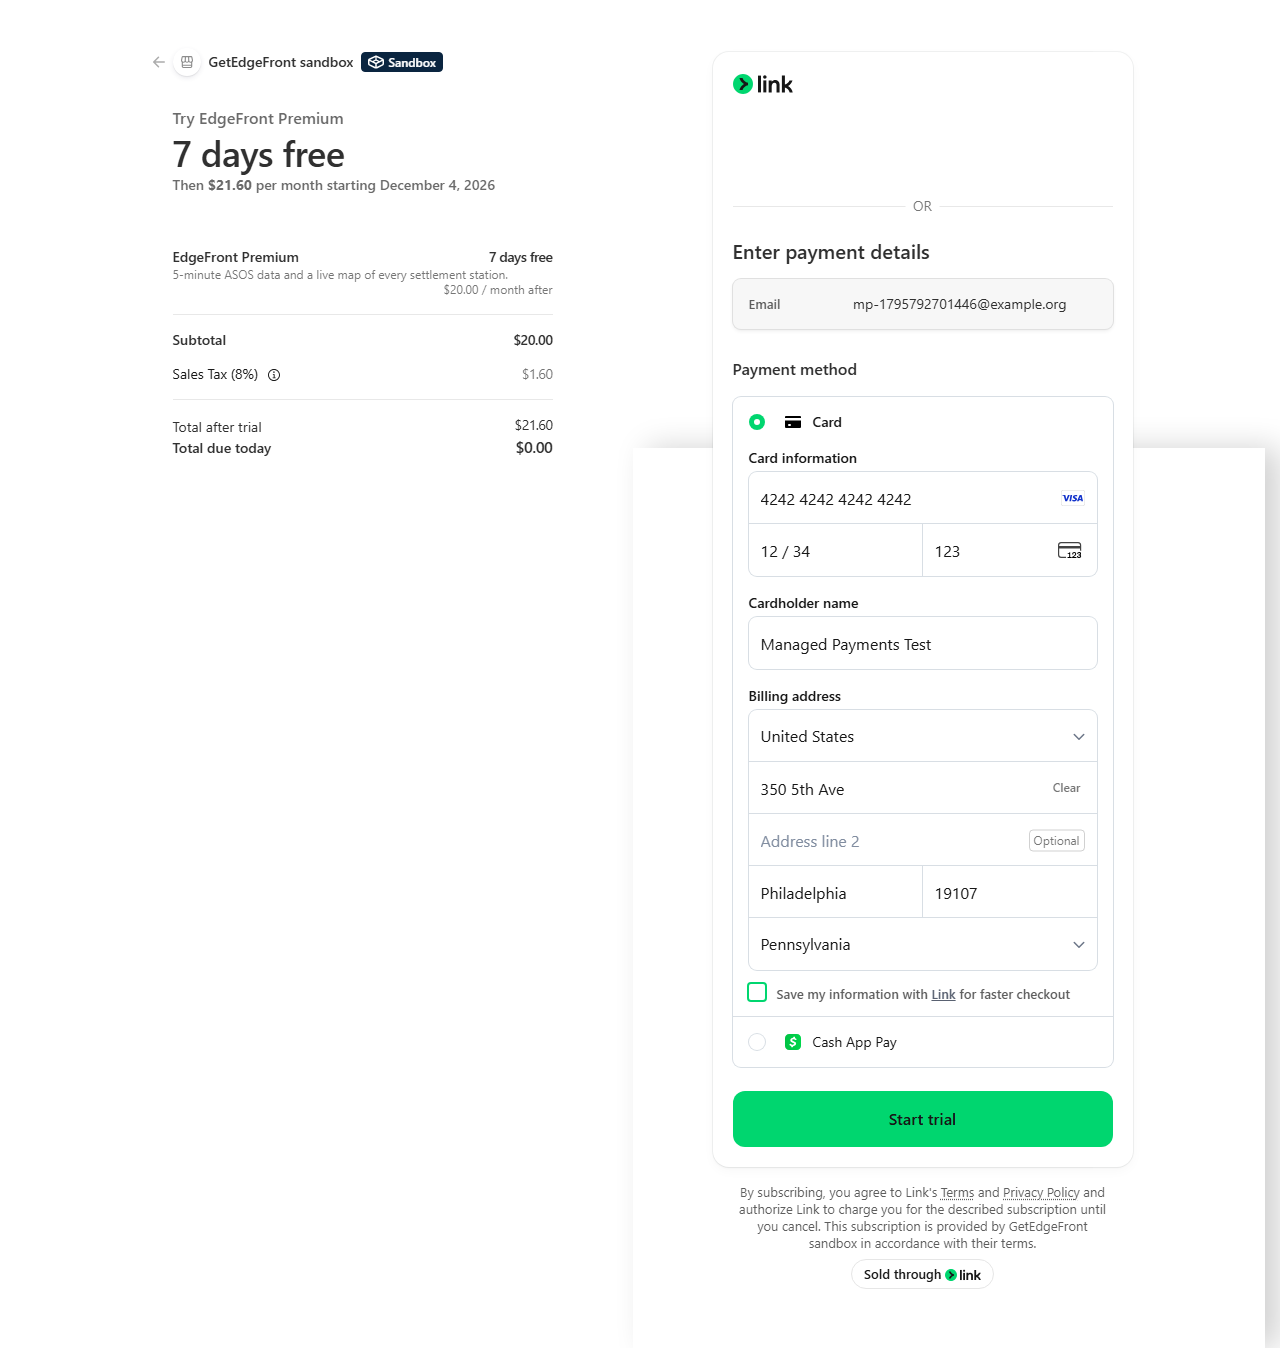 GetEdgeFront sandbox Sandbox
Try EdgeFront Premium
7 days free
Then $21.60 per month starting December 4, 2026
EdgeFront Premium 7 days free
5-minute ASOS data and a live map of every settlement station.
$20.00 / month after
Subtotal $20.00
Sales Tax (8%) $1.60
Total after trial $21.60
Total due today $0.00
link
OR
Enter payment details
Email mp-1795792701446@example.org
Payment method
Card
Card information
4242 4242 4242 4242 VISA
12 / 34 123 123
Cardholder name
Managed Payments Test
Billing address
United States
350 5th Ave Clear
Address line 2 Optional
Philadelphia 19107
Pennsylvania
Save my information with Link for faster checkout
$ Cash App Pay
Start trial
By subscribing, you agree to Link's Terms and Privacy Policy and
authorize Link to charge you for the described subscription until
you cancel. This subscription is provided by GetEdgeFront
sandbox in accordance with their terms.
Sold through link